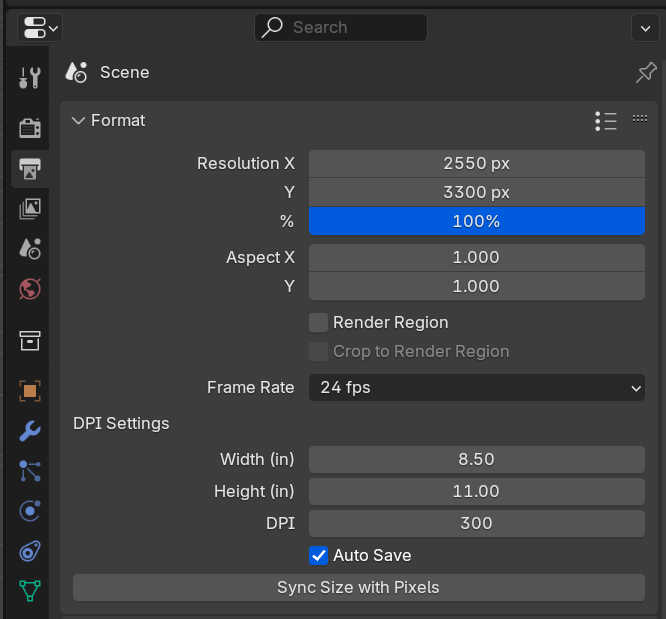 Search
Scene
Format
Resolution X 2550 px
Y 3300 px
% 100%
Aspect X 1.000
Y 1.000
Render Region
Crop to Render Region
Frame Rate 24 fps
DPI Settings
Width (in) 8.50
Height (in) 11.00
DPI 300
Auto Save
Sync Size with Pixels